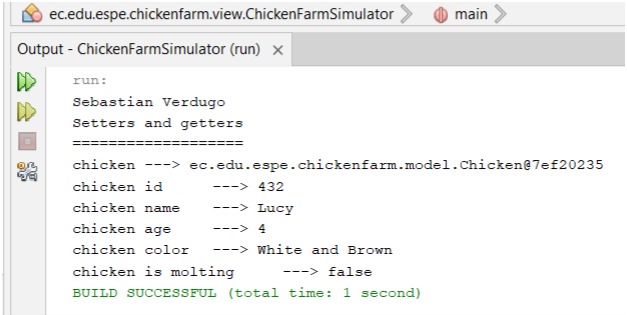 ec.edu.espe.chickenfarm.view.ChickenFarmSimulator main
Output - ChickenFarmSimulator (run) ×
run:
Sebastian Verdugo
Setters and getters
===================
chicken ---> ec.edu.espe.chickenfarm.model.Chicken@7ef20235
chicken id ---> 432
chicken name ---> Lucy
chicken age ---> 4
chicken color ---> White and Brown
chicken is molting ---> false
BUILD SUCCESSFUL (total time: 1 second)